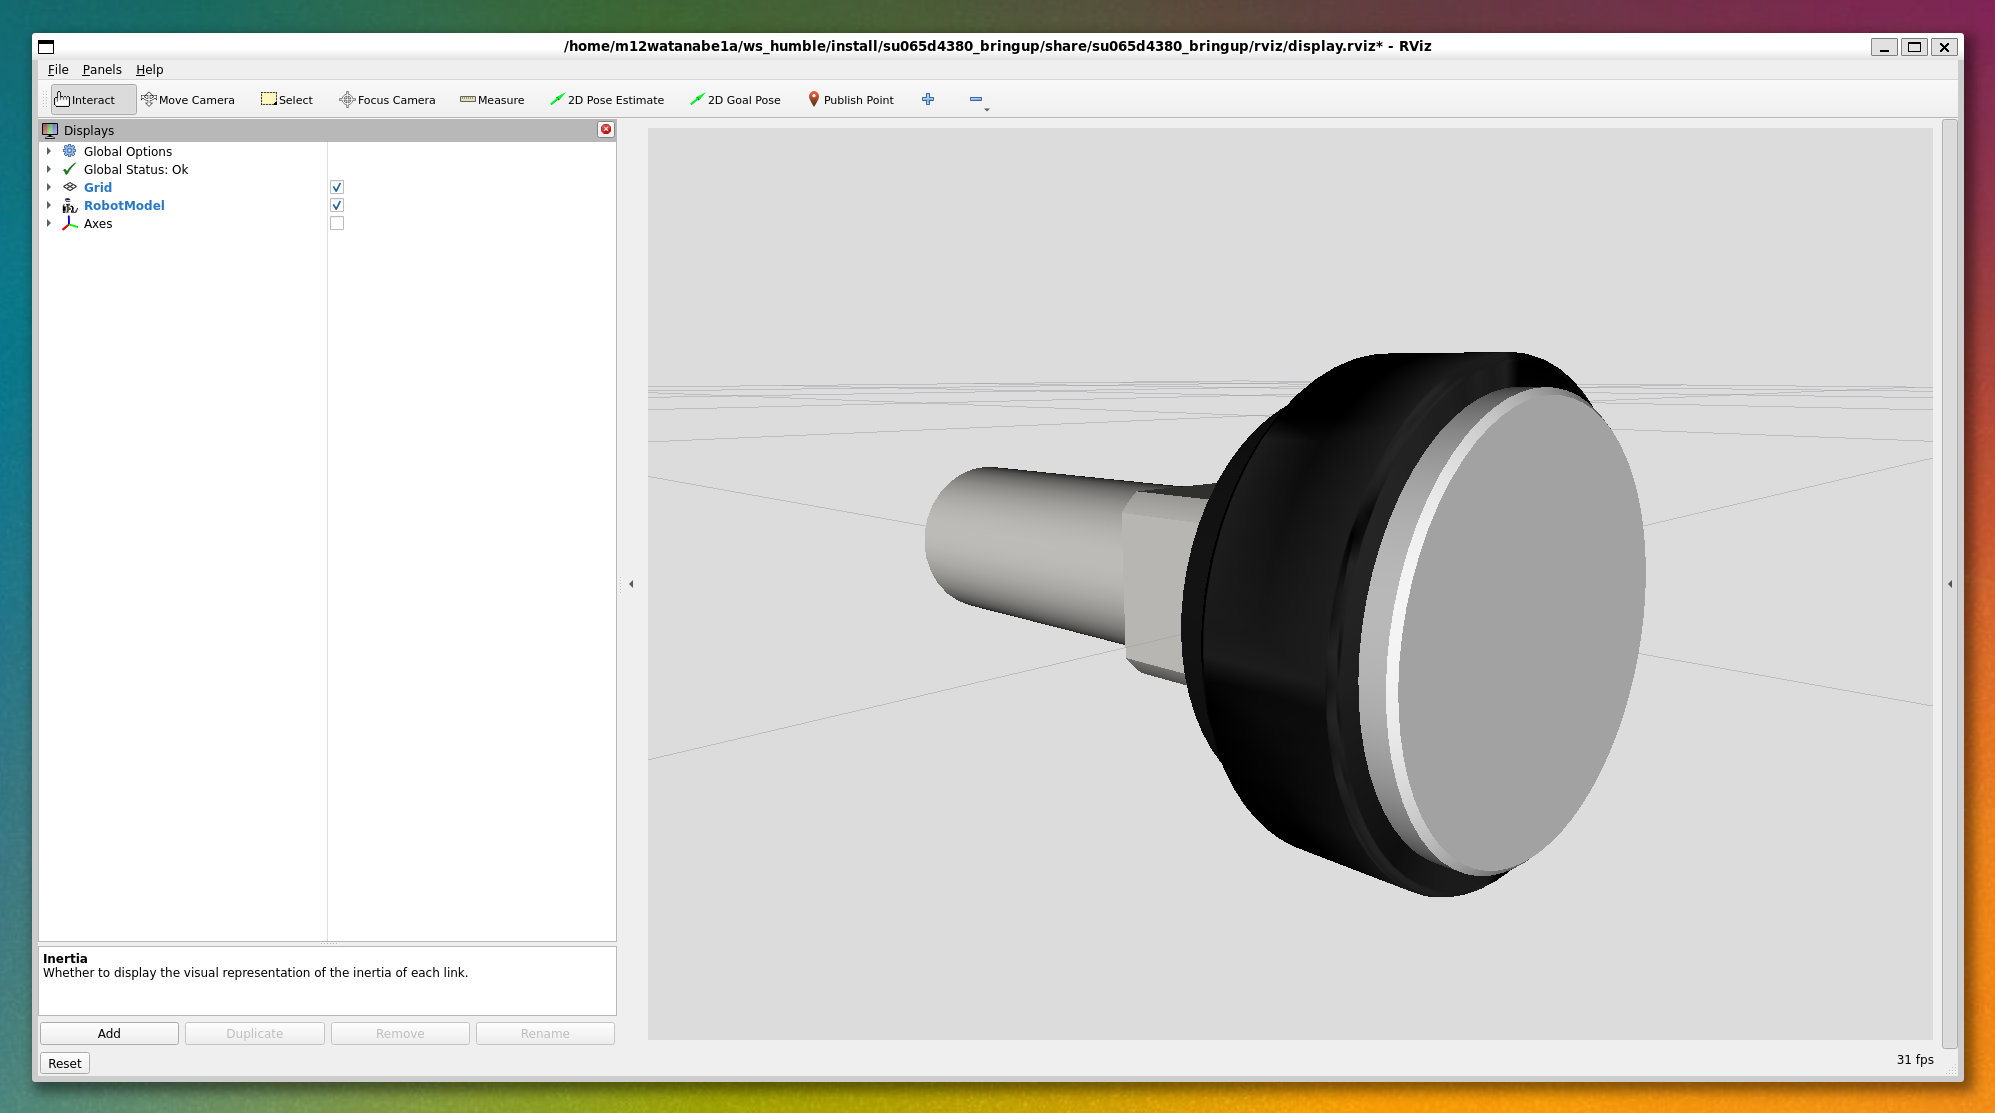 /home/m12watanabe1a/ws_humble/install/su065d4380_bringup/share/su065d4380_bringup/rviz/display.rviz* - RViz
File Panels Help
Interact Move Camera Select Focus Camera Measure 2D Pose Estimate 2D Goal Pose Publish Point
Displays
Global Options
Global Status: Ok
Grid
RobotModel
Axes
Inertia
Whether to display the visual representation of the inertia of each link.
Add Duplicate Remove Rename
Reset
31 fps